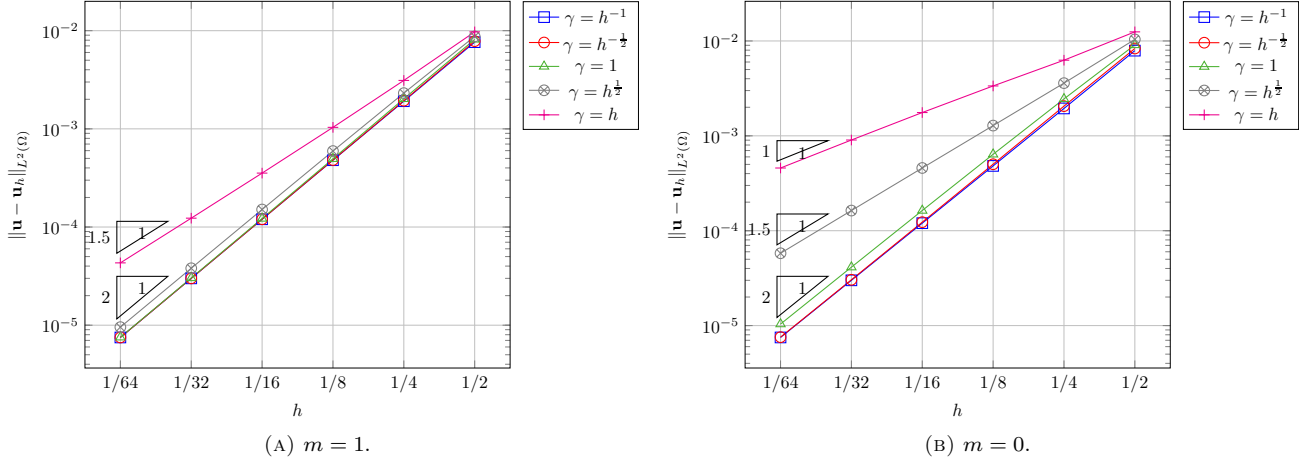 10⁻²
10⁻³
10⁻⁴
10⁻⁵
‖u − u_h‖_{L²(Ω)}
1.5
1
2
1
1/64 1/32 1/16 1/8 1/4 1/2
h
γ = h⁻¹
γ = h^{-1/2}
γ = 1
γ = h^{1/2}
γ = h
(A) m = 1.
10⁻²
10⁻³
10⁻⁴
10⁻⁵
‖u − u_h‖_{L²(Ω)}
1
1
1.5
1
2
1
1/64 1/32 1/16 1/8 1/4 1/2
h
γ = h⁻¹
γ = h^{-1/2}
γ = 1
γ = h^{1/2}
γ = h
(B) m = 0.